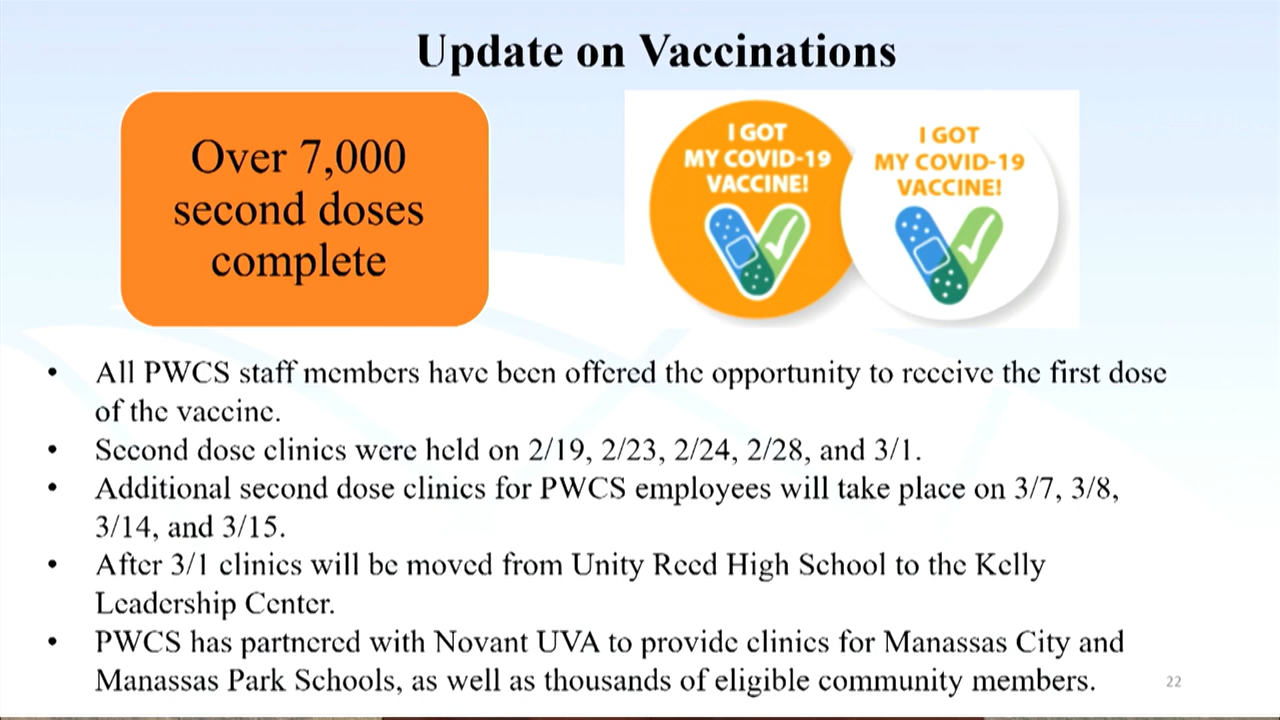 Update on Vaccinations
Over 7,000
second doses
complete
I GOT
MY COVID-19
VACCINE!
I GOT
MY COVID-19
VACCINE!
• All PWCS staff members have been offered the opportunity to receive the first dose
of the vaccine.
• Second dose clinics were held on 2/19, 2/23, 2/24, 2/28, and 3/1.
• Additional second dose clinics for PWCS employees will take place on 3/7, 3/8,
3/14, and 3/15.
• After 3/1 clinics will be moved from Unity Reed High School to the Kelly
Leadership Center.
• PWCS has partnered with Novant UVA to provide clinics for Manassas City and
Manassas Park Schools, as well as thousands of eligible community members.
22